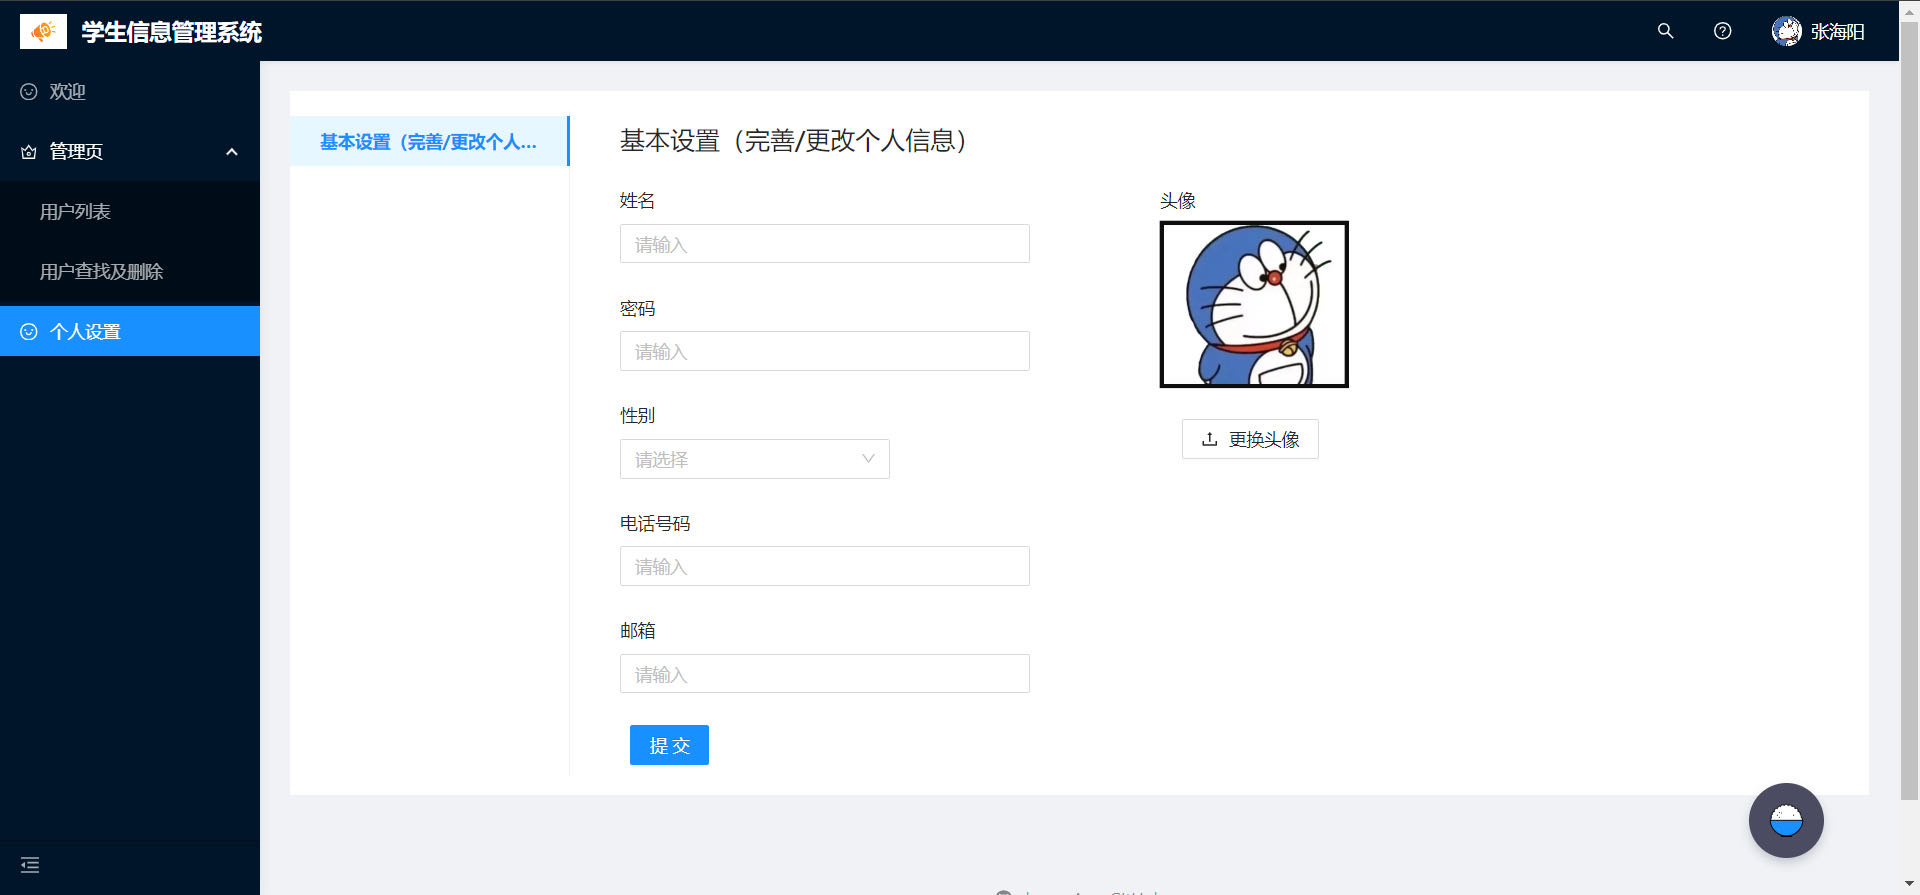 学生信息管理系统
张海阳
欢迎
管理页
用户列表
用户查找及删除
个人设置
基本设置（完善/更改个人...
基本设置（完善/更改个人信息）
姓名
请输入
密码
请输入
性别
请选择
电话号码
请输入
邮箱
请输入
提 交
头像
更换头像